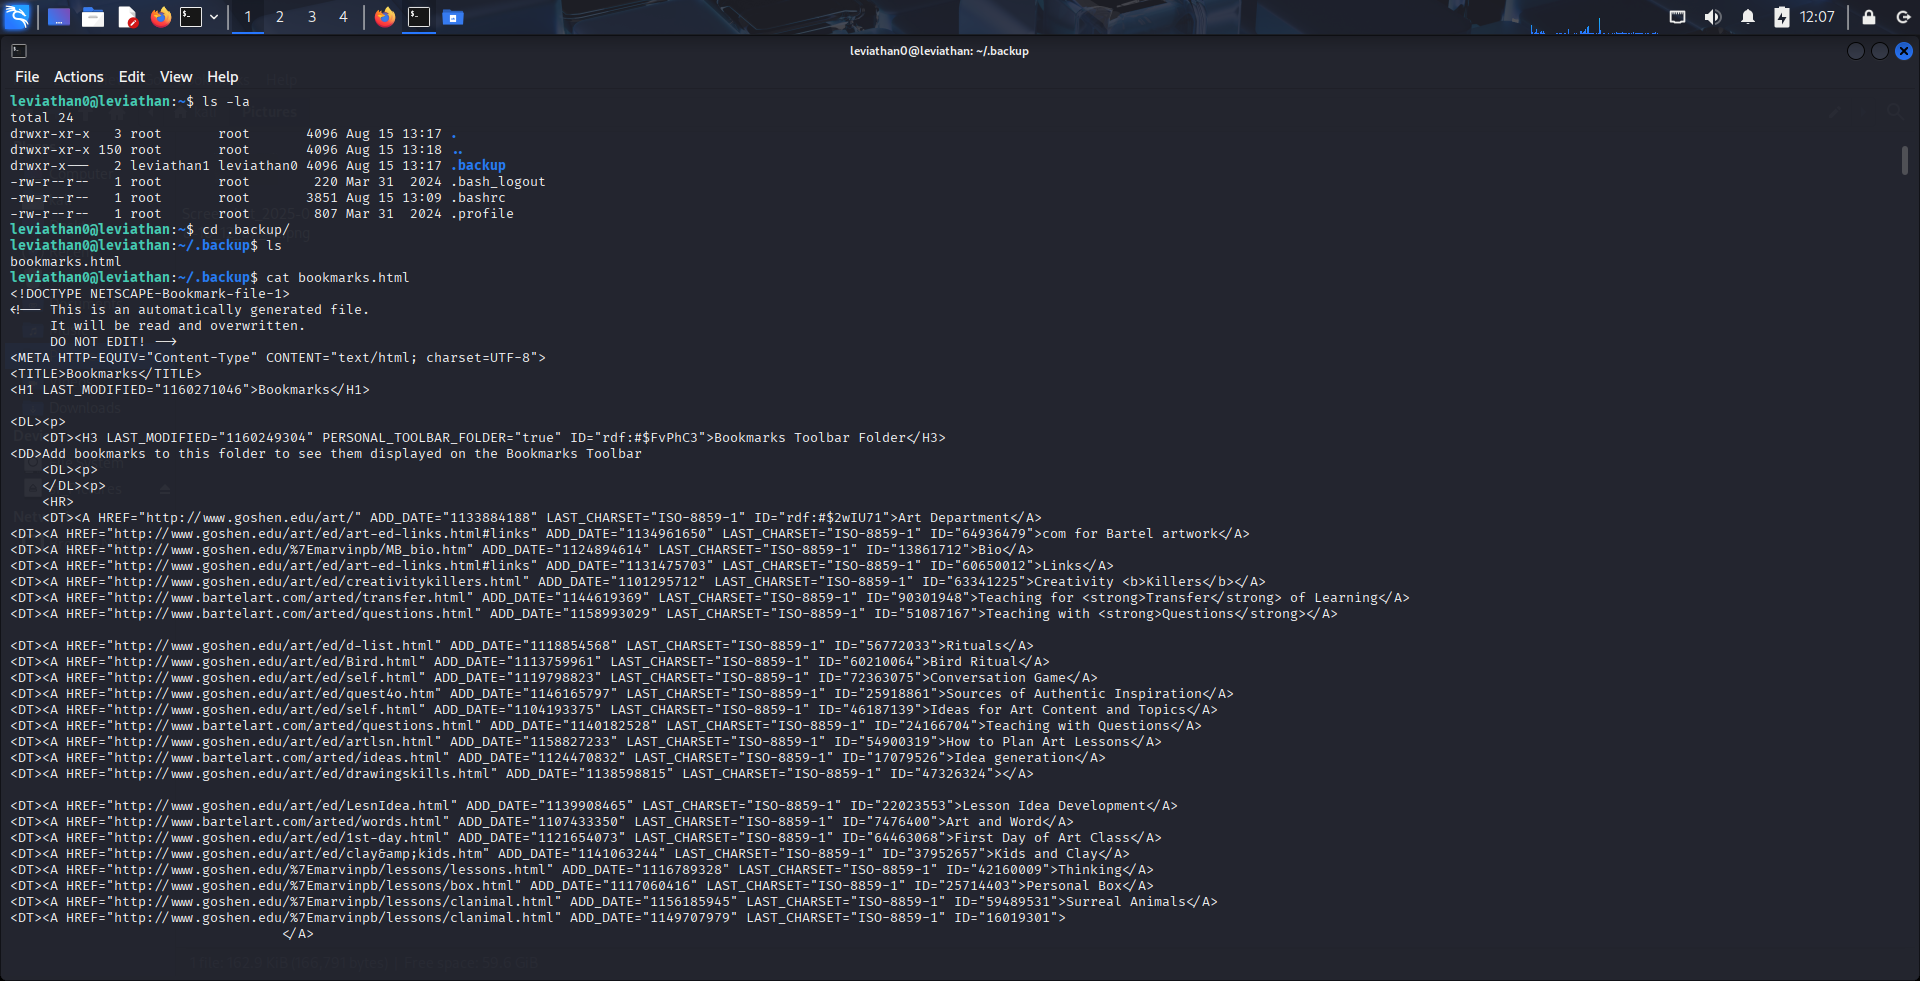 1 2 3 4 12:07
leviathan0@leviathan: ~/.backup
File Actions Edit View Help
leviathan0@leviathan:~$ ls -la
total 24
drwxr-xr-x   3 root       root       4096 Aug 15 13:17 .
drwxr-xr-x 150 root       root       4096 Aug 15 13:18 ..
drwxr-x---   2 leviathan1 leviathan0 4096 Aug 15 13:17 .backup
-rw-r--r--   1 root       root        220 Mar 31  2024 .bash_logout
-rw-r--r--   1 root       root       3851 Aug 15 13:09 .bashrc
-rw-r--r--   1 root       root        807 Mar 31  2024 .profile
leviathan0@leviathan:~$ cd .backup/
leviathan0@leviathan:~/.backup$ ls
bookmarks.html
leviathan0@leviathan:~/.backup$ cat bookmarks.html
<!DOCTYPE NETSCAPE-Bookmark-file-1>
<!-- This is an automatically generated file.
     It will be read and overwritten.
     DO NOT EDIT! -->
<META HTTP-EQUIV="Content-Type" CONTENT="text/html; charset=UTF-8">
<TITLE>Bookmarks</TITLE>
<H1 LAST_MODIFIED="1160271046">Bookmarks</H1>

<DL><p>
    <DT><H3 LAST_MODIFIED="1160249304" PERSONAL_TOOLBAR_FOLDER="true" ID="rdf:#$FvPhC3">Bookmarks Toolbar Folder</H3>
<DD>Add bookmarks to this folder to see them displayed on the Bookmarks Toolbar
    <DL><p>
    </DL><p>
    <HR>
    <DT><A HREF="http://www.goshen.edu/art/" ADD_DATE="1133884188" LAST_CHARSET="ISO-8859-1" ID="rdf:#$2wIU71">Art Department</A>
<DT><A HREF="http://www.goshen.edu/art/ed/art-ed-links.html#links" ADD_DATE="1134961650" LAST_CHARSET="ISO-8859-1" ID="64936479">com for Bartel artwork</A>
<DT><A HREF="http://www.goshen.edu/%7Emarvinpb/MB_bio.htm" ADD_DATE="1124894614" LAST_CHARSET="ISO-8859-1" ID="13861712">Bio</A>
<DT><A HREF="http://www.goshen.edu/art/ed/art-ed-links.html#links" ADD_DATE="1131475703" LAST_CHARSET="ISO-8859-1" ID="60650012">Links</A>
<DT><A HREF="http://www.goshen.edu/art/ed/creativitykillers.html" ADD_DATE="1101295712" LAST_CHARSET="ISO-8859-1" ID="63341225">Creativity <b>Killers</b></A>
<DT><A HREF="http://www.bartelart.com/arted/transfer.html" ADD_DATE="1144619369" LAST_CHARSET="ISO-8859-1" ID="90301948">Teaching for <strong>Transfer</strong> of Learning</A>
<DT><A HREF="http://www.bartelart.com/arted/questions.html" ADD_DATE="1158993029" LAST_CHARSET="ISO-8859-1" ID="51087167">Teaching with <strong>Questions</strong></A>

<DT><A HREF="http://www.goshen.edu/art/ed/d-list.html" ADD_DATE="1118854568" LAST_CHARSET="ISO-8859-1" ID="56772033">Rituals</A>
<DT><A HREF="http://www.goshen.edu/art/ed/Bird.html" ADD_DATE="1113759961" LAST_CHARSET="ISO-8859-1" ID="60210064">Bird Ritual</A>
<DT><A HREF="http://www.goshen.edu/art/ed/self.html" ADD_DATE="1119798823" LAST_CHARSET="ISO-8859-1" ID="72363075">Conversation Game</A>
<DT><A HREF="http://www.goshen.edu/art/ed/quest4o.htm" ADD_DATE="1146165797" LAST_CHARSET="ISO-8859-1" ID="25918861">Sources of Authentic Inspiration</A>
<DT><A HREF="http://www.goshen.edu/art/ed/self.html" ADD_DATE="1104193375" LAST_CHARSET="ISO-8859-1" ID="46187139">Ideas for Art Content and Topics</A>
<DT><A HREF="http://www.bartelart.com/arted/questions.html" ADD_DATE="1140182528" LAST_CHARSET="ISO-8859-1" ID="24166704">Teaching with Questions</A>
<DT><A HREF="http://www.goshen.edu/art/ed/artlsn.html" ADD_DATE="1158827233" LAST_CHARSET="ISO-8859-1" ID="54900319">How to Plan Art Lessons</A>
<DT><A HREF="http://www.bartelart.com/arted/ideas.html" ADD_DATE="1124470832" LAST_CHARSET="ISO-8859-1" ID="17079526">Idea generation</A>
<DT><A HREF="http://www.goshen.edu/art/ed/drawingskills.html" ADD_DATE="1138598815" LAST_CHARSET="ISO-8859-1" ID="47326324"></A>

<DT><A HREF="http://www.goshen.edu/art/ed/LesnIdea.html" ADD_DATE="1139908465" LAST_CHARSET="ISO-8859-1" ID="22023553">Lesson Idea Development</A>
<DT><A HREF="http://www.bartelart.com/arted/words.html" ADD_DATE="1107433350" LAST_CHARSET="ISO-8859-1" ID="7476400">Art and Word</A>
<DT><A HREF="http://www.goshen.edu/art/ed/1st-day.html" ADD_DATE="1121654073" LAST_CHARSET="ISO-8859-1" ID="64463068">First Day of Art Class</A>
<DT><A HREF="http://www.goshen.edu/art/ed/clay&amp;kids.htm" ADD_DATE="1141063244" LAST_CHARSET="ISO-8859-1" ID="37952657">Kids and Clay</A>
<DT><A HREF="http://www.goshen.edu/%7Emarvinpb/lessons/lessons.html" ADD_DATE="1116789328" LAST_CHARSET="ISO-8859-1" ID="42160009">Thinking</A>
<DT><A HREF="http://www.goshen.edu/%7Emarvinpb/lessons/box.html" ADD_DATE="1117060416" LAST_CHARSET="ISO-8859-1" ID="25714403">Personal Box</A>
<DT><A HREF="http://www.goshen.edu/%7Emarvinpb/lessons/clanimal.html" ADD_DATE="1156185945" LAST_CHARSET="ISO-8859-1" ID="59489531">Surreal Animals</A>
<DT><A HREF="http://www.goshen.edu/%7Emarvinpb/lessons/clanimal.html" ADD_DATE="1149707979" LAST_CHARSET="ISO-8859-1" ID="16019301">
                                  </A>